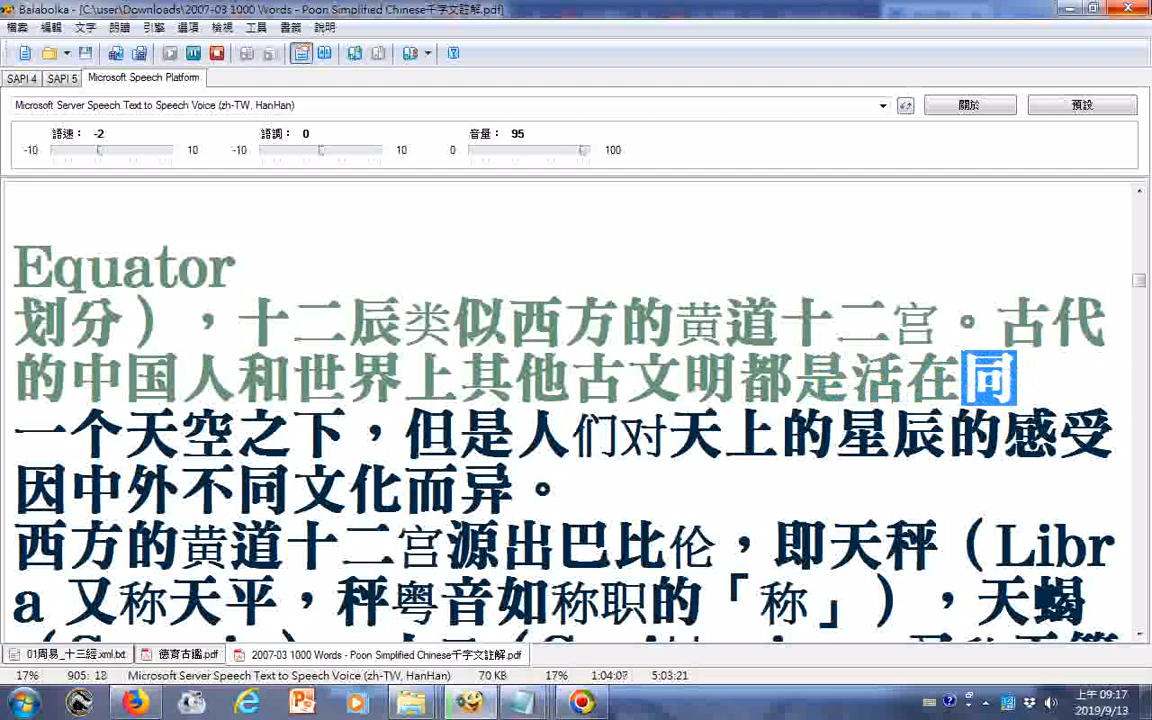 Balabolka - [C:\user\Downloads\2007-03 1000 Words - Poon Simplified Chinese千字文註解.pdf]
檔案 編輯 文字 朗讀 引擎 選項 檢視 工具 書籤 說明
SAPI 4 SAPI 5 Microsoft Speech Platform
Microsoft Server Speech Text to Speech Voice (zh-TW, HanHan) 關於 預設
語速： -2 語調： 0 音量： 95
-10 10 -10 10 0 100
Equator
划分），十二辰类似西方的黄道十二宫。古代
的中国人和世界上其他古文明都是活在同
一个天空之下，但是人们对天上的星辰的感受
因中外不同文化而异。
西方的黄道十二宫源出巴比伦，即天秤（Libr
a 又称天平，秤粤音如称职的「称」），天蝎
01周易_十三經.xml.txt 德育古鑑.pdf 2007-03 1000 Words - Poon Simplified Chinese千字文註解.pdf
17% 905: 18 Microsoft Server Speech Text to Speech Voice (zh-TW, HanHan) 70 KB 17% 1:04:07 5:03:21
上午 09:17
2019/9/13